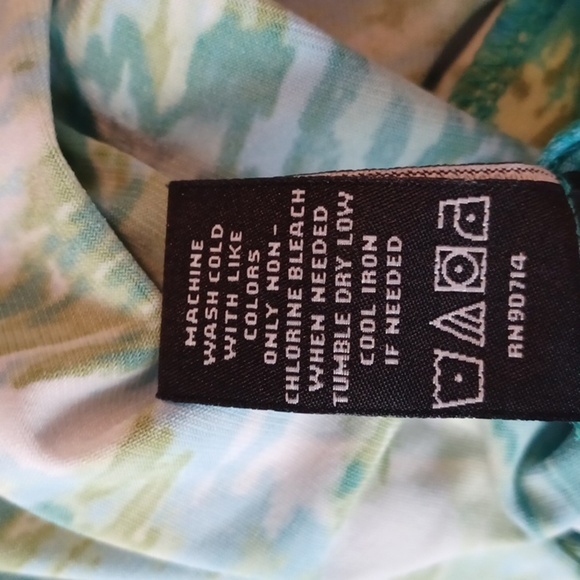 MACHINE
WASH COLD
WITH LIKE
COLORS
ONLY NON-
CHLORINE BLEACH
WHEN NEEDED
TUMBLE DRY LOW
COOL IRON
IF NEEDED
RN90714